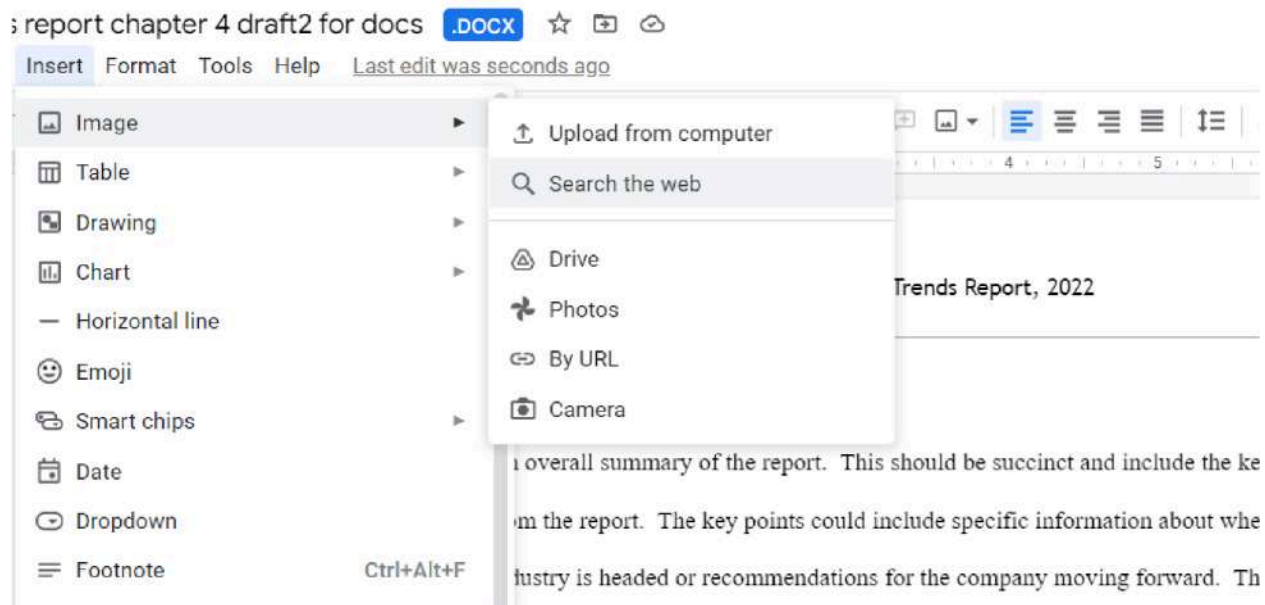 s report chapter 4 draft2 for docs .DOCX
Insert Format Tools Help Last edit was seconds ago
Image
Table
Drawing
Chart
Horizontal line
Emoji
Smart chips
Date
Dropdown
Footnote Ctrl+Alt+F
Upload from computer
Search the web
Drive
Photos
By URL
Camera
4 5
Trends Report, 2022
overall summary of the report. This should be succinct and include the ke
m the report. The key points could include specific information about whe
dustry is headed or recommendations for the company moving forward. Th